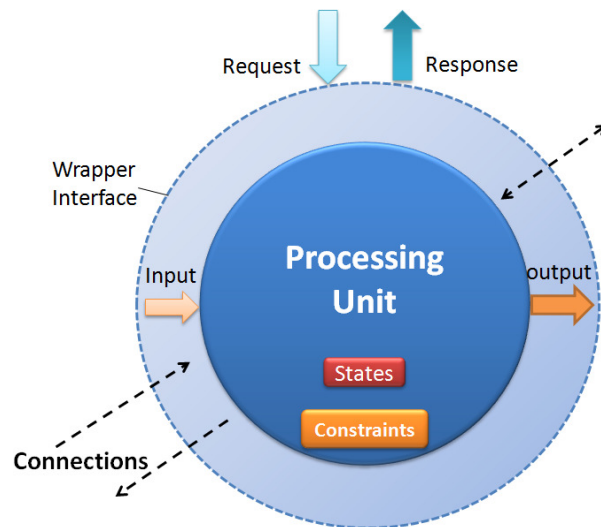 Request
Response
Wrapper
Interface
Processing
Unit
Input
output
States
Constraints
Connections